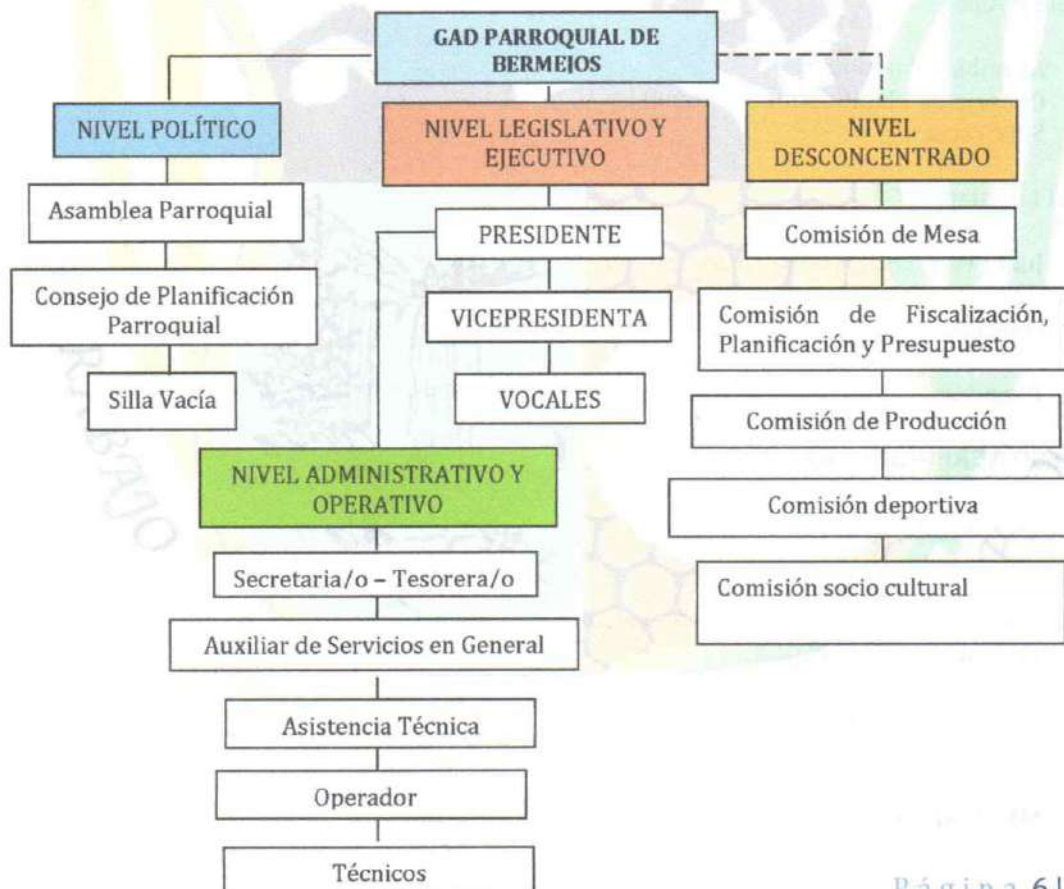 GAD PARROQUIAL DE
BERMEJOS
NIVEL POLÍTICO
Asamblea Parroquial
Consejo de Planificación
Parroquial
Silla Vacía
NIVEL LEGISLATIVO Y
EJECUTIVO
PRESIDENTE
VICEPRESIDENTA
VOCALES
NIVEL ADMINISTRATIVO Y
OPERATIVO
Secretaria/o – Tesorera/o
Auxiliar de Servicios en General
Asistencia Técnica
Operador
Técnicos
NIVEL
DESCONCENTRADO
Comisión de Mesa
Comisión de Fiscalización,
Planificación y Presupuesto
Comisión de Producción
Comisión deportiva
Comisión socio cultural
Página 6